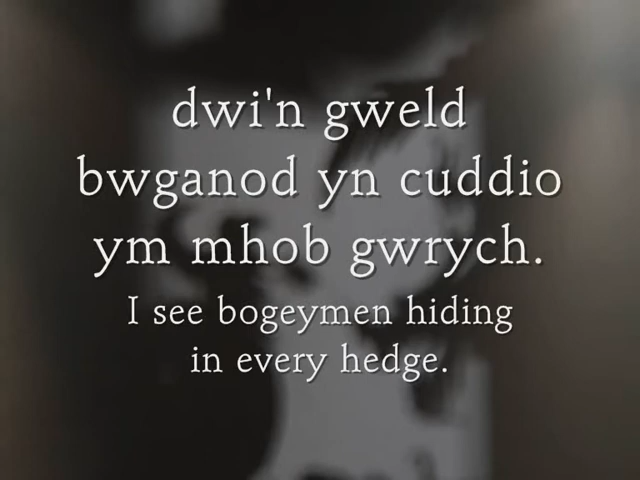 dwi'n gweld
bwganod yn cuddio
ym mhob gwrych.
I see bogeymen hiding
in every hedge.